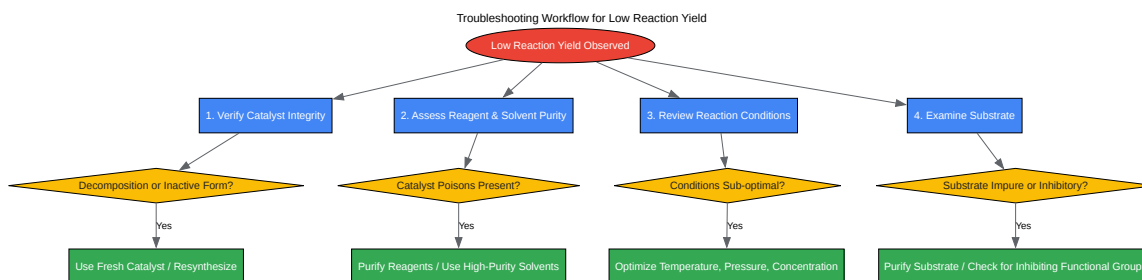 Troubleshooting Workflow for Low Reaction Yield
Low Reaction Yield Observed
1. Verify Catalyst Integrity
2. Assess Reagent & Solvent Purity
3. Review Reaction Conditions
4. Examine Substrate
Decomposition or Inactive Form?
Catalyst Poisons Present?
Conditions Sub-optimal?
Substrate Impure or Inhibitory?
Yes
Yes
Yes
Yes
Use Fresh Catalyst / Resynthesize
Purify Reagents / Use High-Purity Solvents
Optimize Temperature, Pressure, Concentration
Purify Substrate / Check for Inhibiting Functional Group